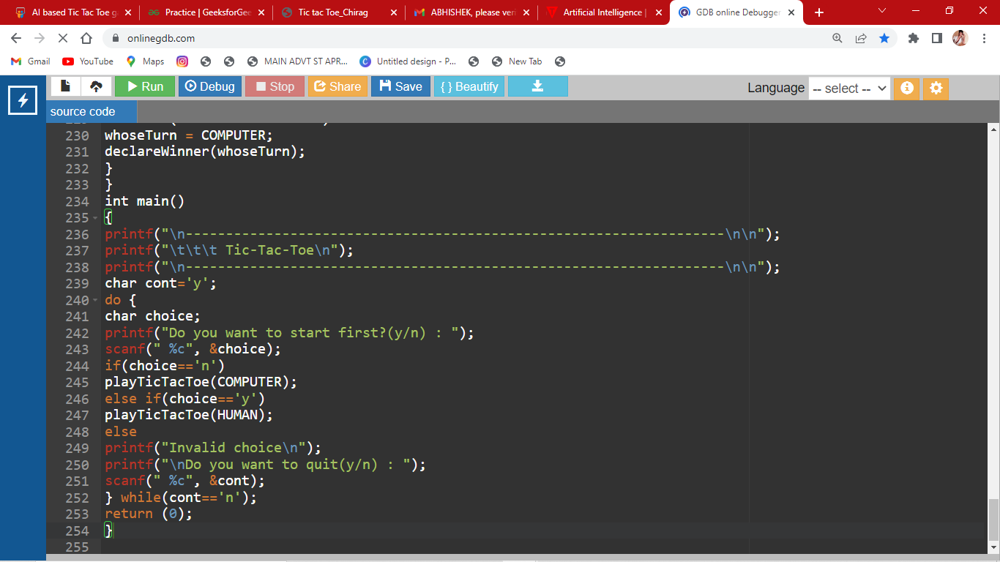 AI based Tic Tac Toe g
Practice | GeeksforGee
Tic tac Toe_Chirag
ABHISHEK, please veri
Artificial Intelligence |
GDB online Debugger
onlinegdb.com
Gmail
YouTube
Maps
MAIN ADVT ST APR...
Untitled design - P...
New Tab
Run
Debug
Stop
Share
Save
{ } Beautify
Language
-- select --
source code
230 whoseTurn = COMPUTER;
231 declareWinner(whoseTurn);
232 }
233 }
234 int main()
235 {
236 printf("\n-------------------------------------------------------------------\n\n");
237 printf("\t\t\t Tic-Tac-Toe\n");
238 printf("\n-------------------------------------------------------------------\n\n");
239 char cont='y';
240 do {
241 char choice;
242 printf("Do you want to start first?(y/n) : ");
243 scanf(" %c", &choice);
244 if(choice=='n')
245 playTicTacToe(COMPUTER);
246 else if(choice=='y')
247 playTicTacToe(HUMAN);
248 else
249 printf("Invalid choice\n");
250 printf("\nDo you want to quit(y/n) : ");
251 scanf(" %c", &cont);
252 } while(cont=='n');
253 return (0);
254 }
255